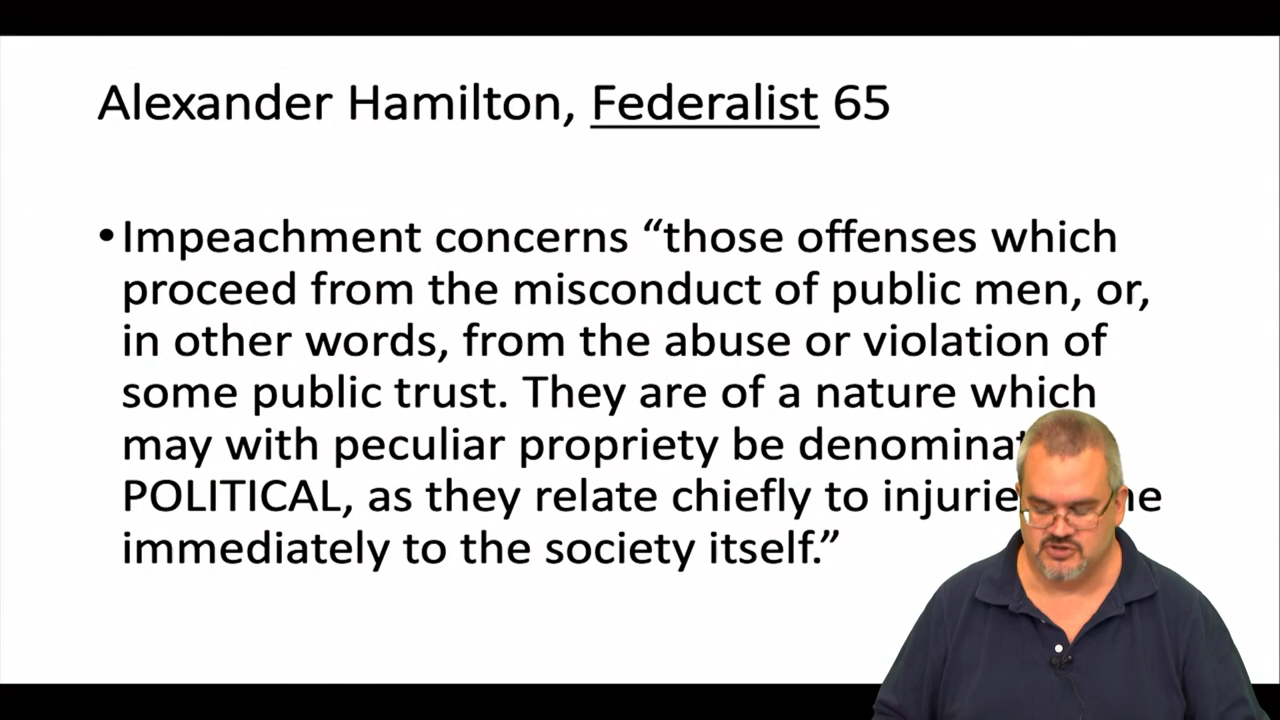 Alexander Hamilton, Federalist 65
•Impeachment concerns “those offenses which
proceed from the misconduct of public men, or,
in other words, from the abuse or violation of
some public trust. They are of a nature which
may with peculiar propriety be
POLITICAL, as they relate chiefly to
immediately to the society itself.”